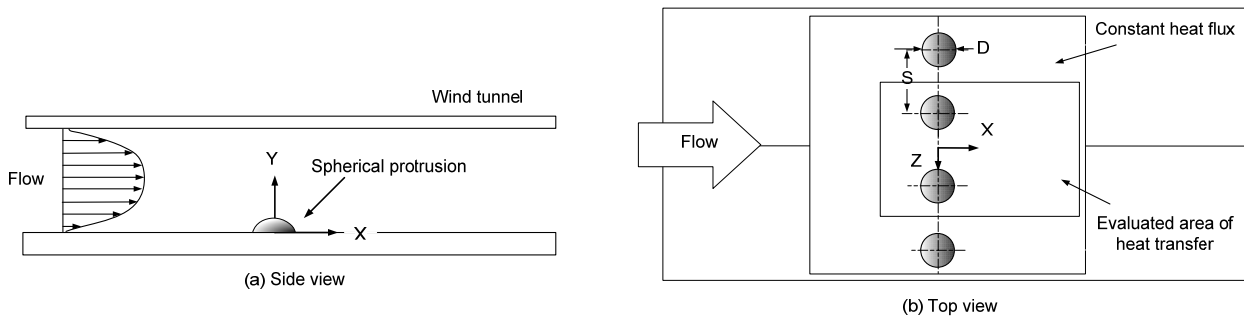 Wind tunnel
Flow
Y
Spherical protrusion
X
(a) Side view
Constant heat flux
D
S
Flow
X
Z
Evaluated area of
heat transfer
(b) Top view